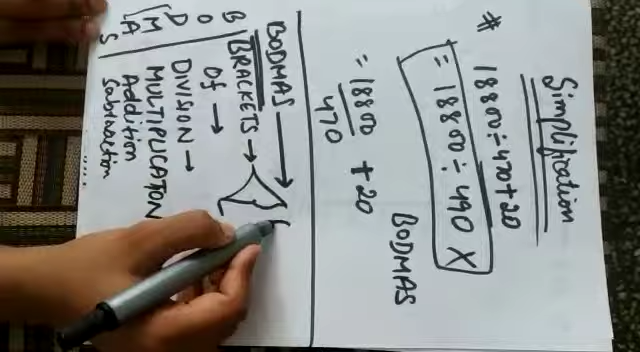 Simplification
# 18800÷470+20
= 18800÷490 X
BODMAS
= 18800/470 + 20
BODMAS →
B BRACKETS →
O Of →
D DIVISION →
M MULTIPLICATION
A Addition
S Subtraction